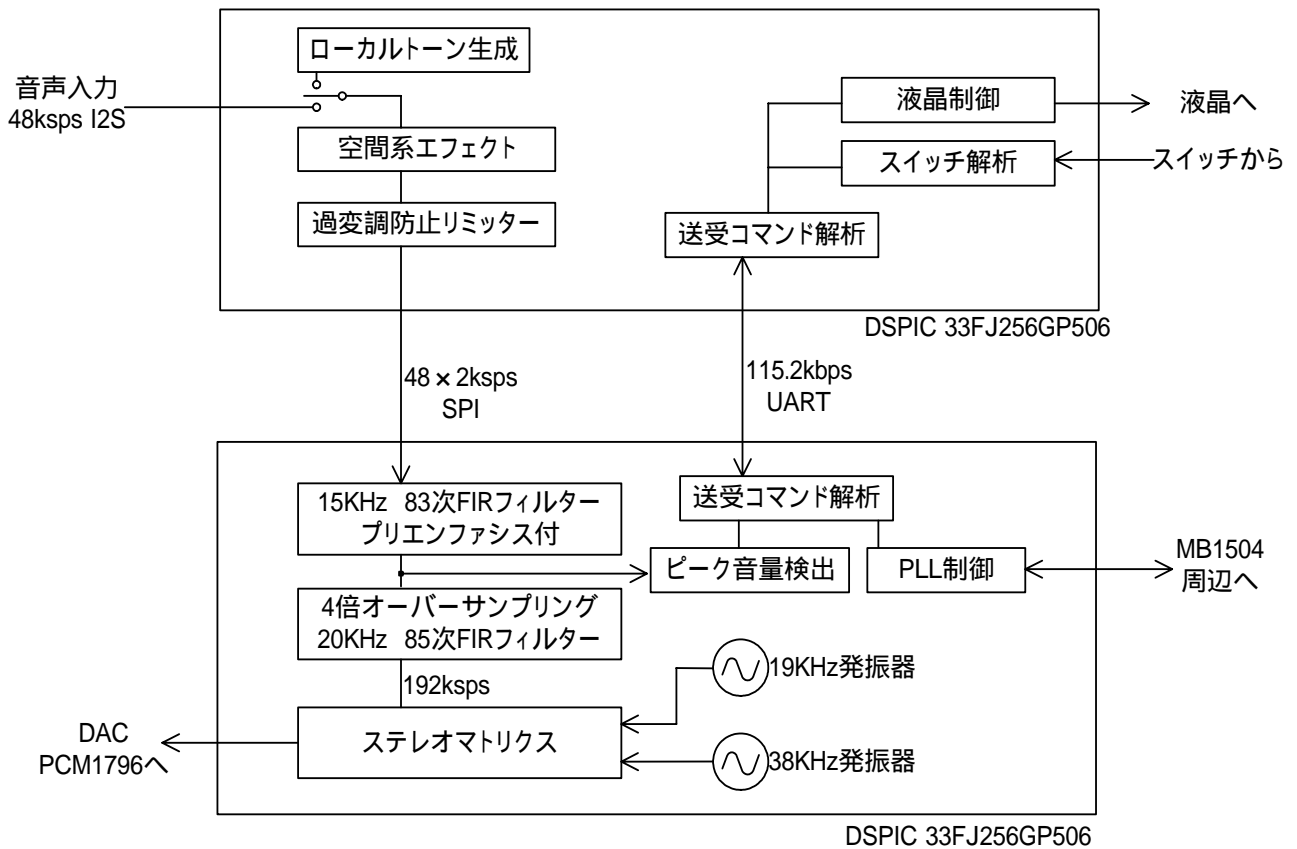 ローカルトーン生成
音声入力
48ksps I2S
液晶制御
液晶へ
空間系エフェクト
スイッチ解析
スイッチから
過変調防止リミッター
送受コマンド解析
DSPIC 33FJ256GP506
48×2ksps
SPI
115.2kbps
UART
15KHz 83次FIRフィルター
プリエンファシス付
送受コマンド解析
ピーク音量検出
PLL制御
MB1504
周辺へ
4倍オーバーサンプリング
20KHz 85次FIRフィルター
19KHz発振器
192ksps
ステレオマトリクス
DAC
PCM1796へ
38KHz発振器
DSPIC 33FJ256GP506